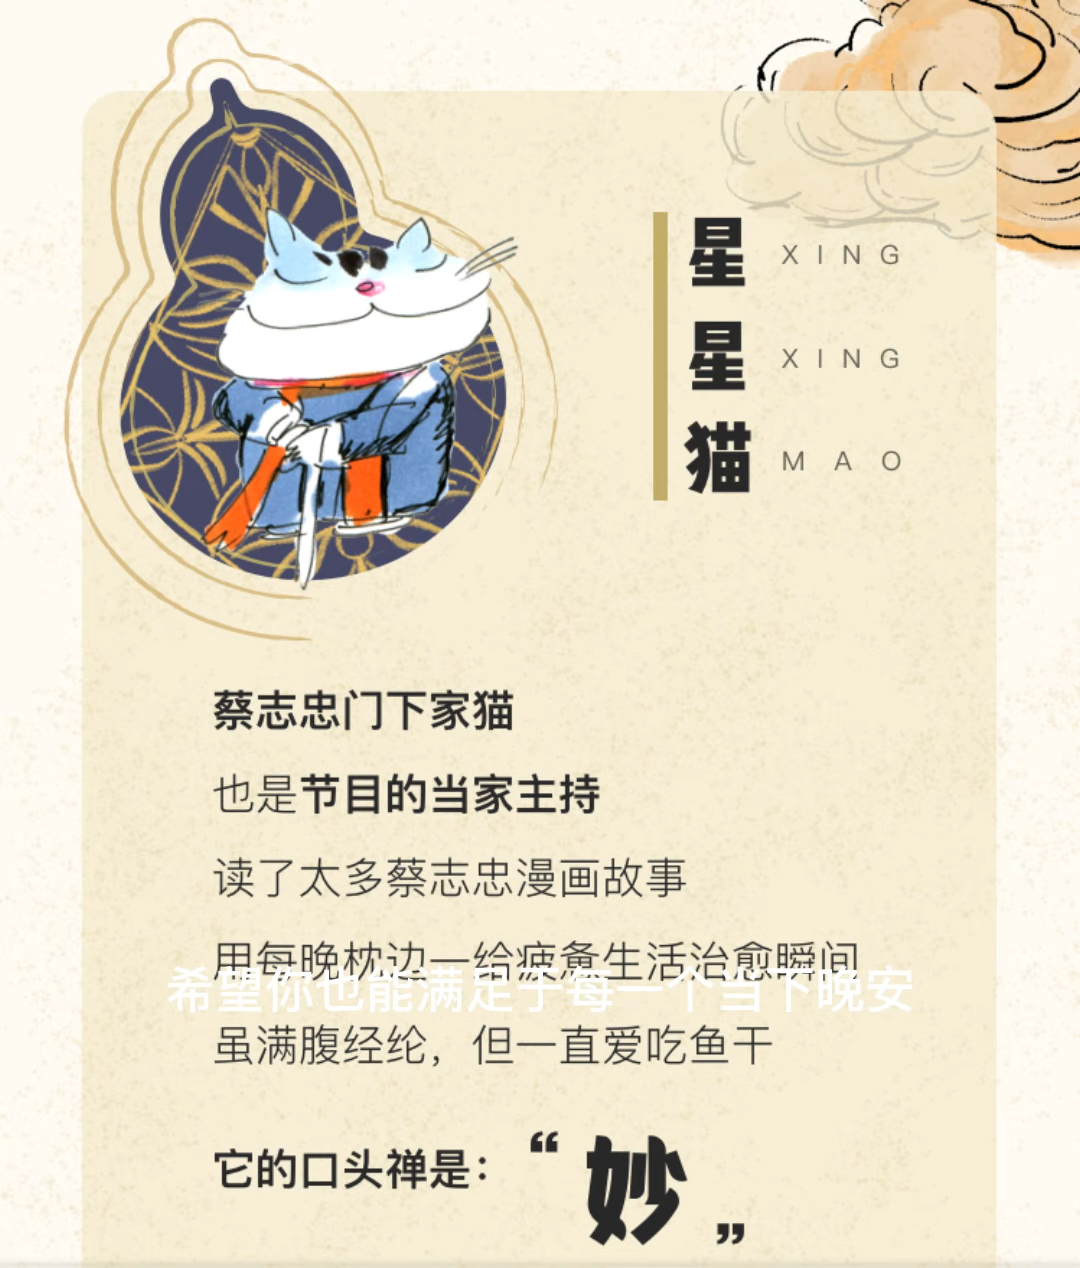 星 XING
星 XING
猫 MAO
蔡志忠门下家猫
也是节目的当家主持
读了太多蔡志忠漫画故事
用每晚枕边一给疲惫生活治愈瞬间
希望你也能满足于每一个当下晚安
虽满腹经纶，但一直爱吃鱼干
它的口头禅是：“妙”